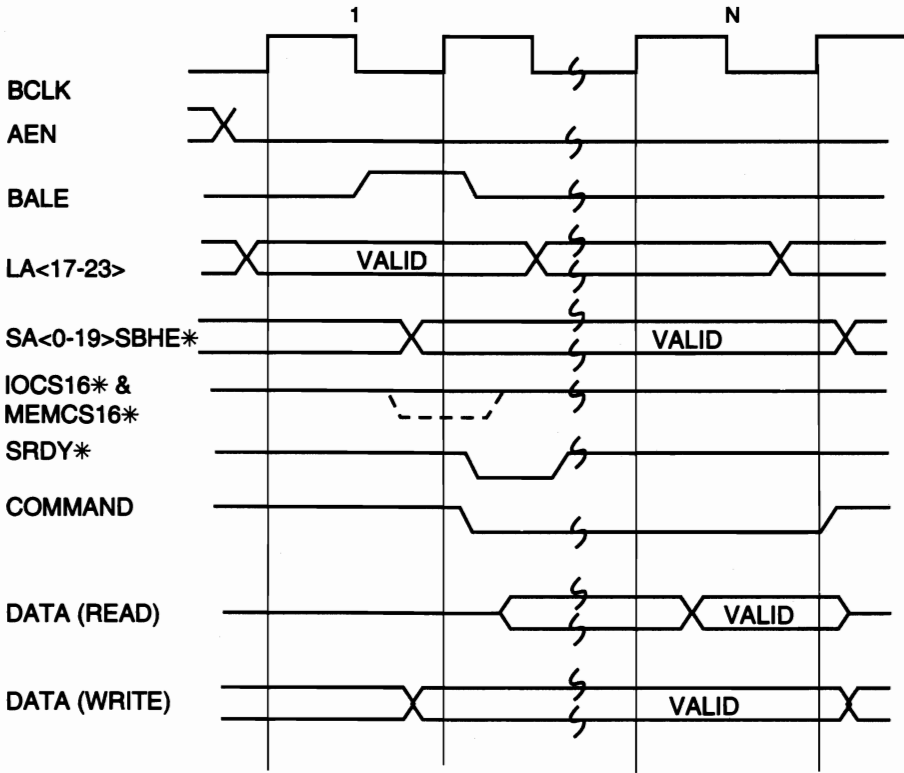 1 N
BCLK
AEN
BALE
LA<17-23> VALID
SA<0-19>SBHE* VALID
IOCS16* &
MEMCS16*
SRDY*
COMMAND
DATA (READ) VALID
DATA (WRITE) VALID